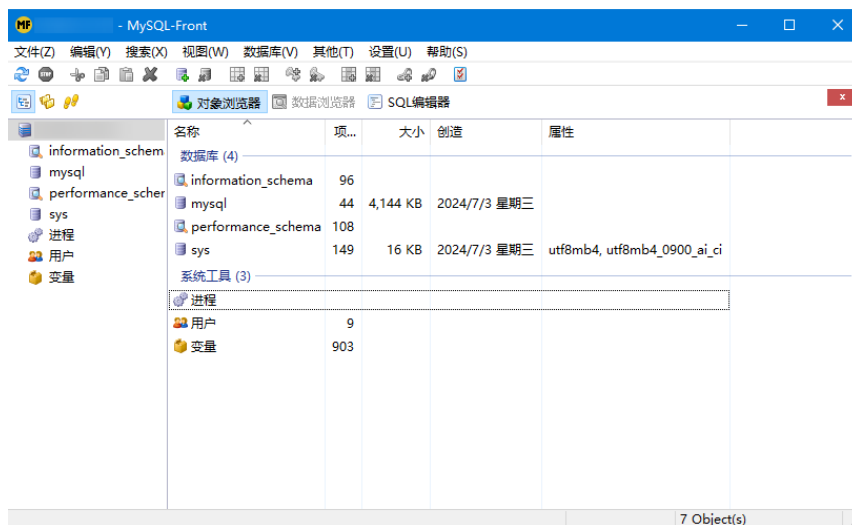 MF - MySQL-Front
文件(Z) 编辑(Y) 搜索(X) 视图(W) 数据库(V) 其他(T) 设置(U) 帮助(S)
对象浏览器 数据浏览器 SQL编辑器 x
名称 项... 大小 创造 属性
information_schem
mysql
performance_scher
sys
进程
用户
变量
数据库 (4)
information_schema 96
mysql 44 4,144 KB 2024/7/3 星期三
performance_schema 108
sys 149 16 KB 2024/7/3 星期三 utf8mb4, utf8mb4_0900_ai_ci
系统工具 (3)
进程
用户 9
变量 903
7 Object(s)